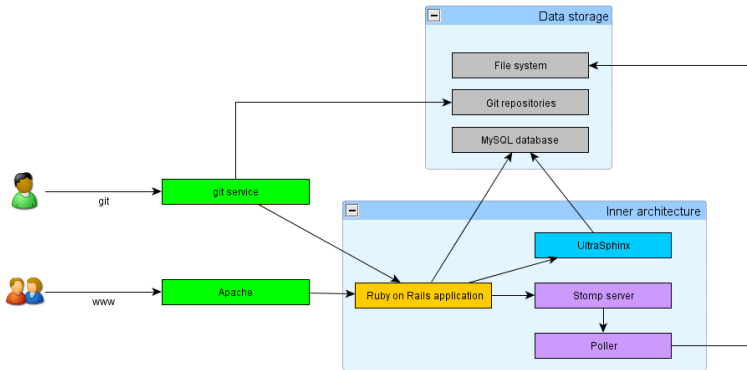 Data storage
File system
Git repositories
MySQL database
git
git service
Inner architecture
UltraSphinx
www
Apache
Ruby on Rails application
Stomp server
Poller